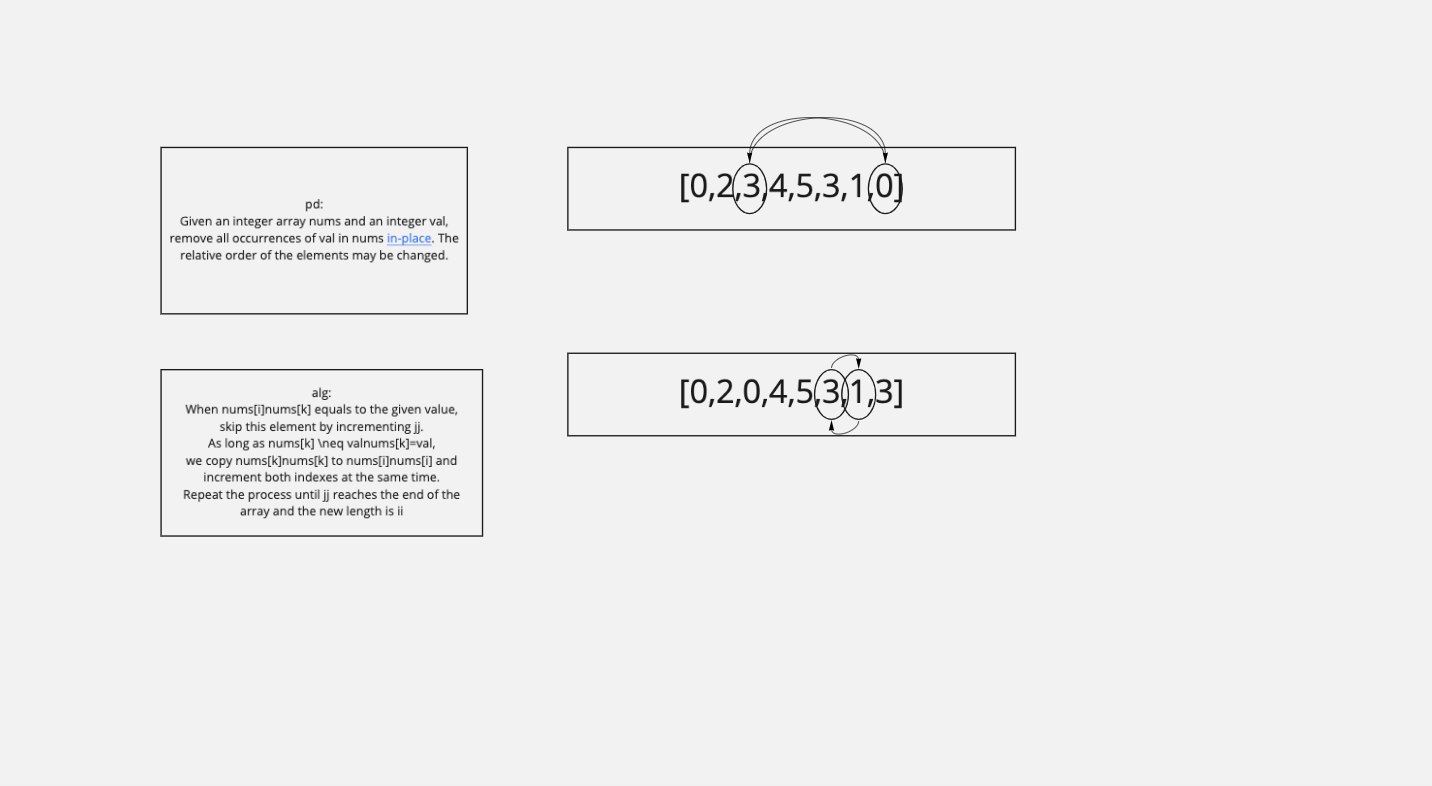 pd:
Given an integer array nums and an integer val,
remove all occurrences of val in nums in-place. The
relative order of the elements may be changed.
[0,2,3,4,5,3,1,0]
alg:
When nums[i]nums[k] equals to the given value,
skip this element by incrementing jj.
As long as nums[k] \neq valnums[k]=val,
we copy nums[k]nums[k] to nums[i]nums[i] and
increment both indexes at the same time.
Repeat the process until jj reaches the end of the
array and the new length is ii
[0,2,0,4,5,3,1,3]